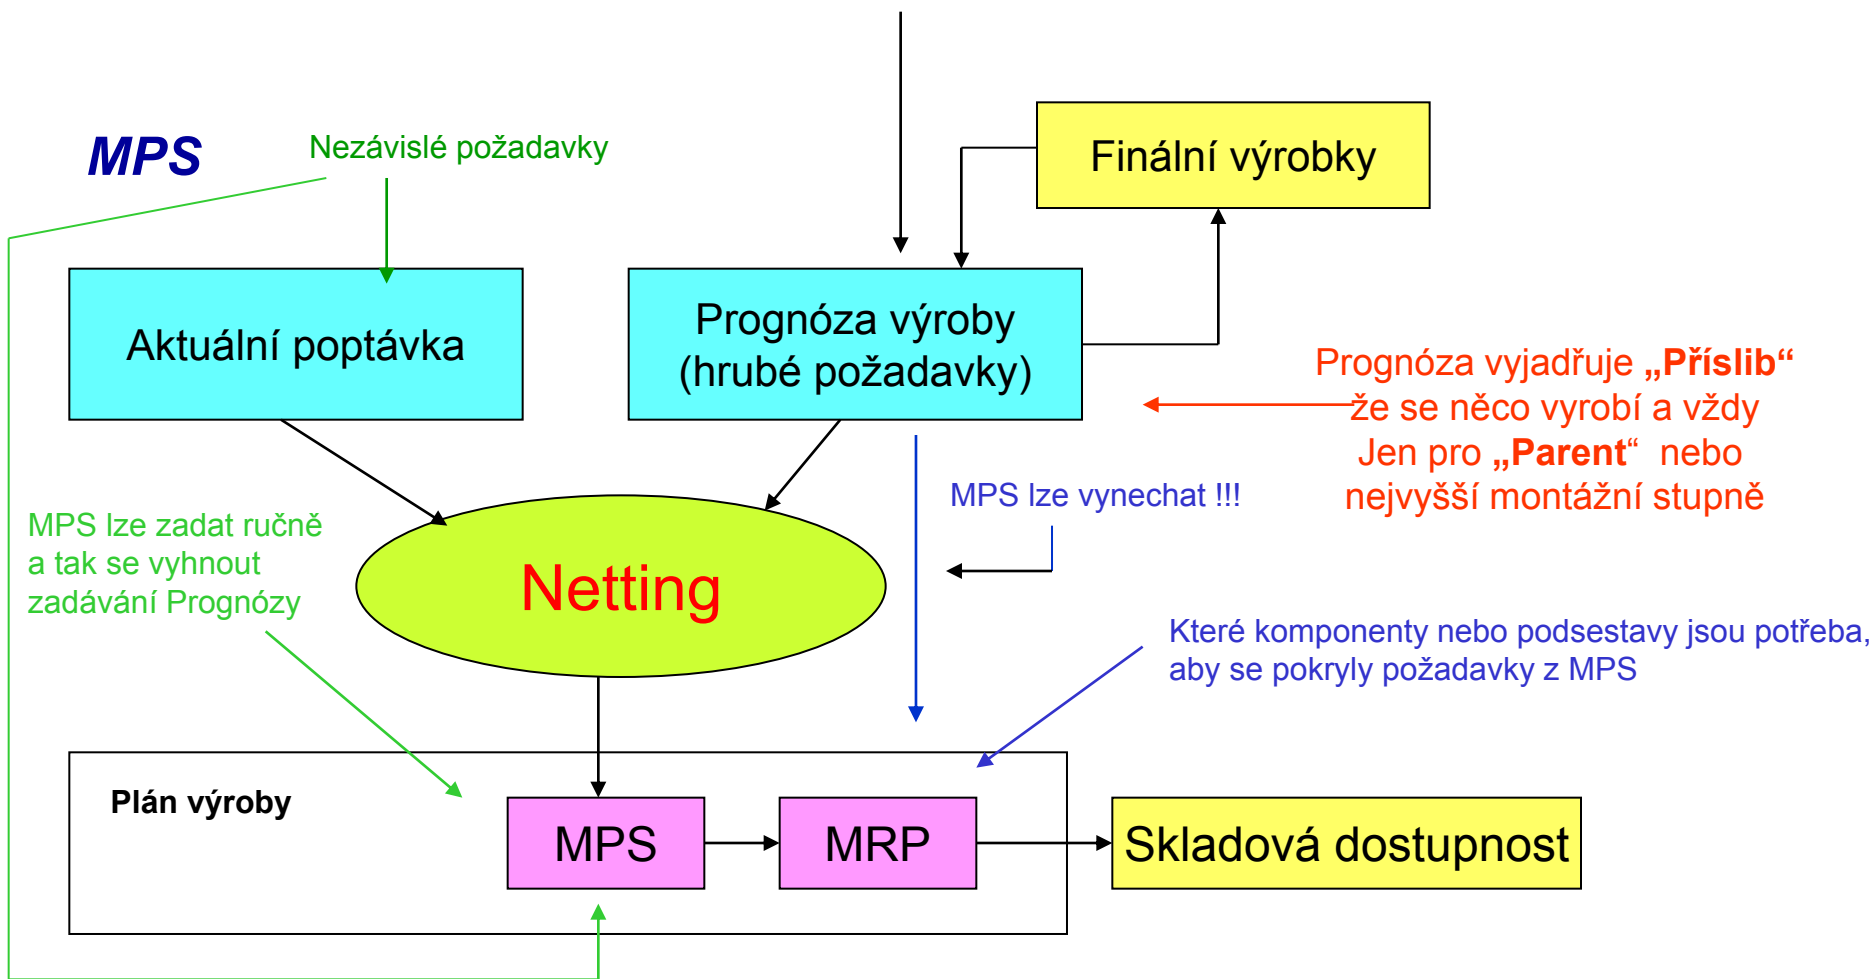 MPS
Nezávislé požadavky
Finální výrobky
Aktuální poptávka
Prognóza výroby
(hrubé požadavky)
Prognóza vyjadřuje „Příslib“
že se něco vyrobí a vždy
Jen pro „Parent“ nebo
nejvyšší montážní stupně
MPS lze vynechat !!!
MPS lze zadat ručně
a tak se vyhnout
zadávání Prognózy
Netting
Které komponenty nebo podsestavy jsou potřeba,
aby se pokryly požadavky z MPS
Plán výroby
MPS
MRP
Skladová dostupnost